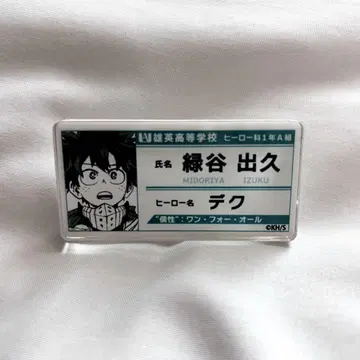 UA 雄英高等学校 ヒーロー科1年A組
氏名 緑谷 出久
MIDORIYA IZUKU
ヒーロー名 デク
"個性":ワン・フォー・オール
©KH/S